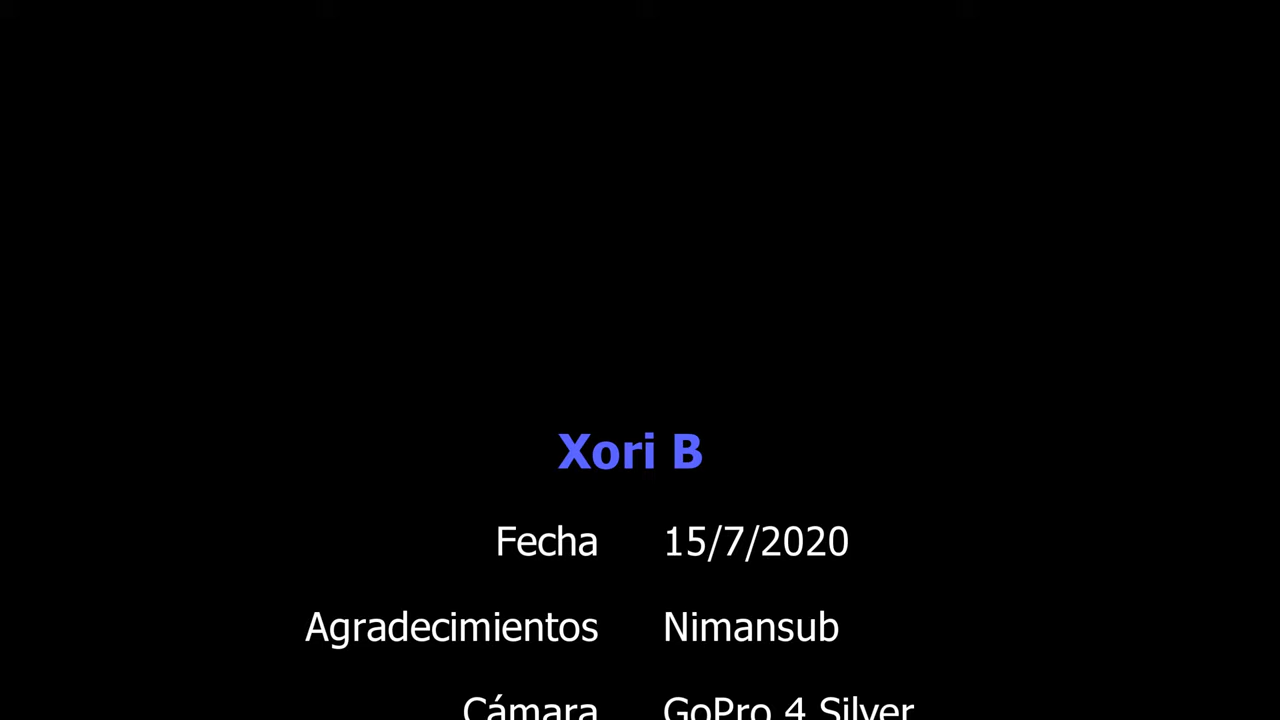 Xori B
Fecha 15/7/2020
Agradecimientos Nimansub
Cámara GoPro 4 Silver